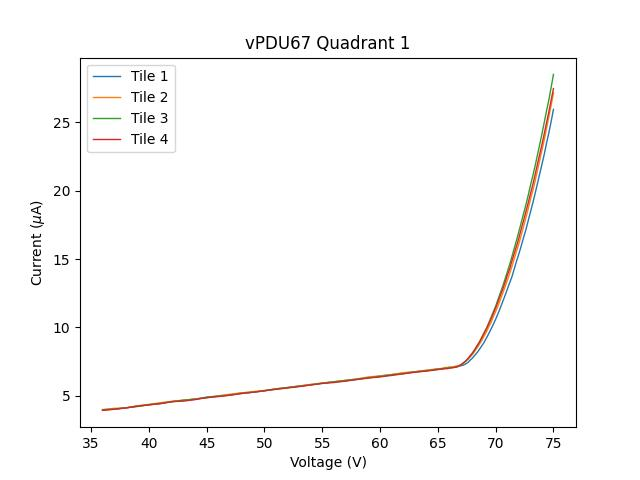 vPDU67 Quadrant 1
Tile 1
Tile 2
Tile 3
Tile 4
Current (μA)
25
20
15
10
5
35 40 45 50 55 60 65 70 75
Voltage (V)